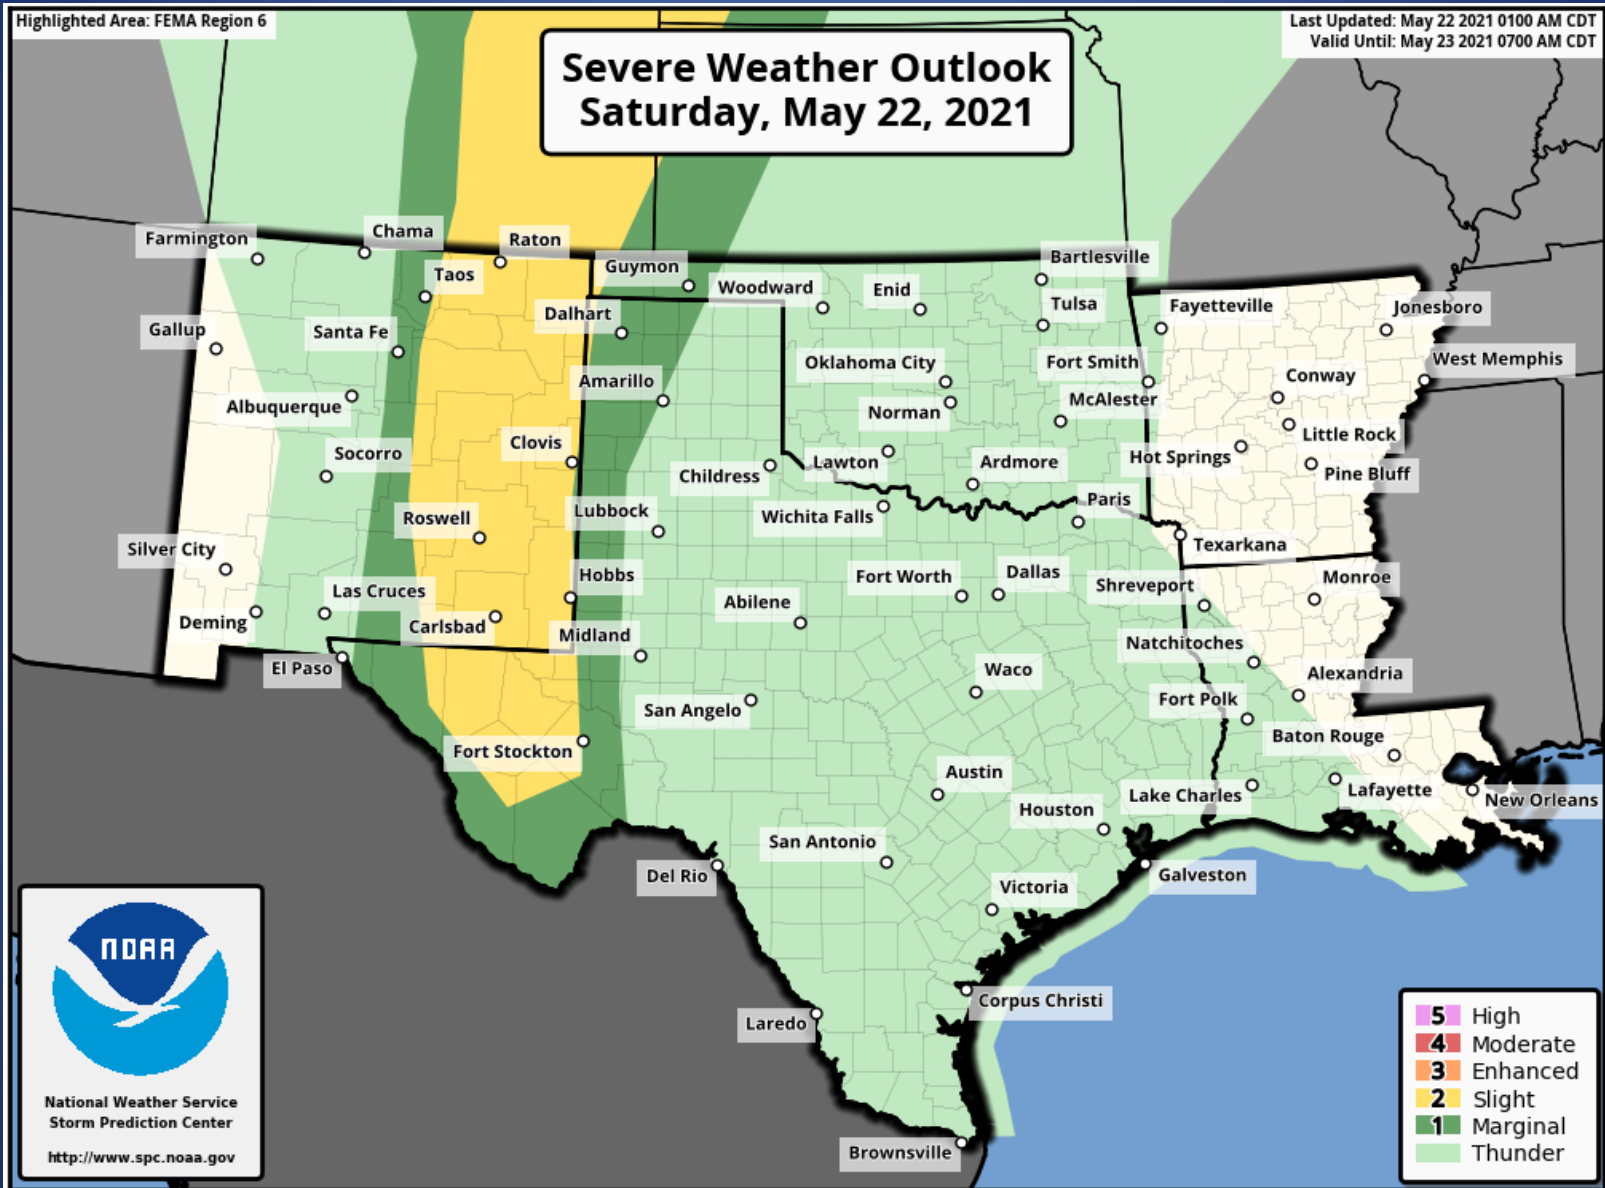 Highlighted Area: FEMA Region 6
Last Updated: May 22 2021 0100 AM CDT
Valid Until: May 23 2021 0700 AM CDT
Severe Weather Outlook
Saturday, May 22, 2021
Farmington
Chama
Raton
Taos
Guymon
Woodward
Enid
Bartlesville
Tulsa
Fayetteville
Jonesboro
Gallup
Santa Fe
Dalhart
Oklahoma City
Fort Smith
West Memphis
Albuquerque
Amarillo
Norman
McAlester
Conway
Little Rock
Socorro
Clovis
Childress
Lawton
Ardmore
Hot Springs
Pine Bluff
Roswell
Lubbock
Wichita Falls
Paris
Texarkana
Silver City
Hobbs
Fort Worth
Dallas
Shreveport
Monroe
Las Cruces
Deming
Carlsbad
Midland
Abilene
Natchitoches
El Paso
Waco
Alexandria
San Angelo
Fort Polk
Fort Stockton
Baton Rouge
Austin
Lake Charles
Lafayette
New Orleans
Houston
San Antonio
Del Rio
Victoria
Galveston
Corpus Christi
Laredo
Brownsville
NOAA
National Weather Service
Storm Prediction Center
http://www.spc.noaa.gov
5 High
4 Moderate
3 Enhanced
2 Slight
1 Marginal
Thunder